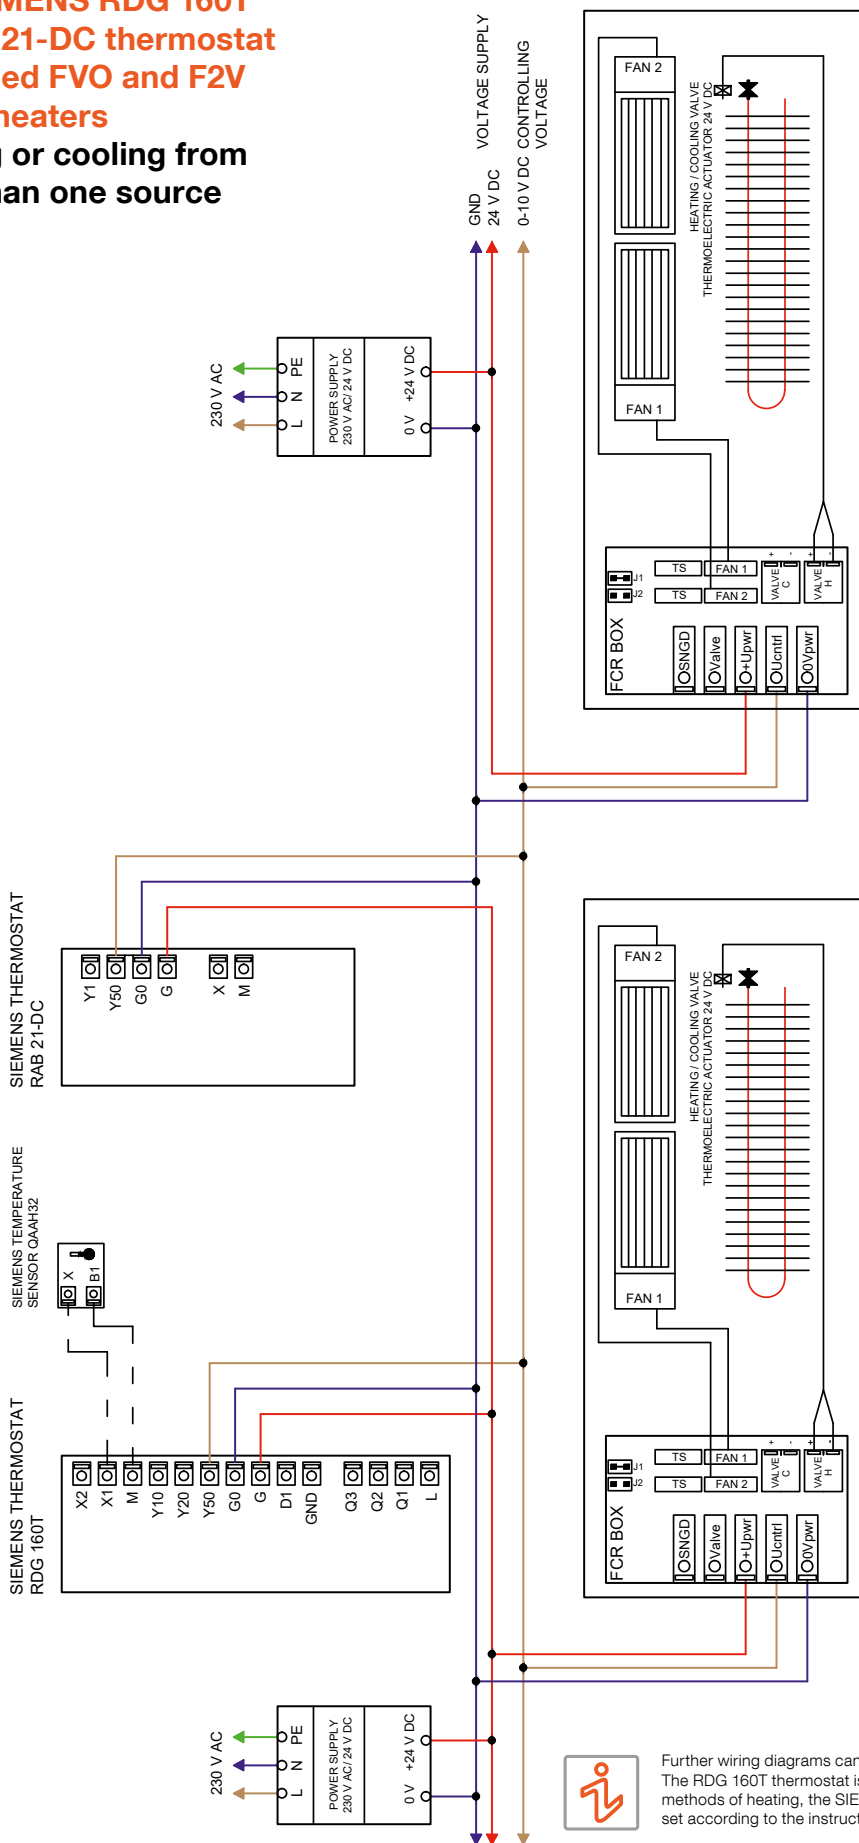 MENS RDG 160T
21-DC thermostat
ed FVO and F2V
heaters
g or cooling from
han one source
GND
24 V DC
VOLTAGE SUPPLY
0-10 V DC CONTROLLING
VOLTAGE
230 V AC
L
N
PE
POWER SUPPLY
230 V AC/ 24 V DC
0 V
+24 V DC
FAN 2
FAN 1
HEATING / COOLING VALVE
THERMOELECTRIC ACTUATOR 24 V DC
FCR BOX
J1
J2
TS
FAN 1
TS
FAN 2
VALVE
C
+
-
VALVE
H
+
-
SNGD
Valve
+Upwr
Ucntrl
0Vpwr
SIEMENS THERMOSTAT
RAB 21-DC
Y1
Y50
G0
G
X
M
SIEMENS TEMPERATURE
SENSOR QAAH32
X
B1
FAN 2
FAN 1
HEATING / COOLING VALVE
THERMOELECTRIC ACTUATOR 24 V DC
SIEMENS THERMOSTAT
RDG 160T
X2
X1
M
Y10
Y20
Y50
G0
G
D1
GND
Q3
Q2
Q1
L
FCR BOX
J1
J2
TS
FAN 1
TS
FAN 2
VALVE
C
+
-
VALVE
H
+
-
SNGD
Valve
+Upwr
Ucntrl
0Vpwr
230 V AC
L
N
PE
POWER SUPPLY
230 V AC/ 24 V DC
0 V
+24 V DC
Further wiring diagrams can
The RDG 160T thermostat is
methods of heating, the SIE
set according to the instruct